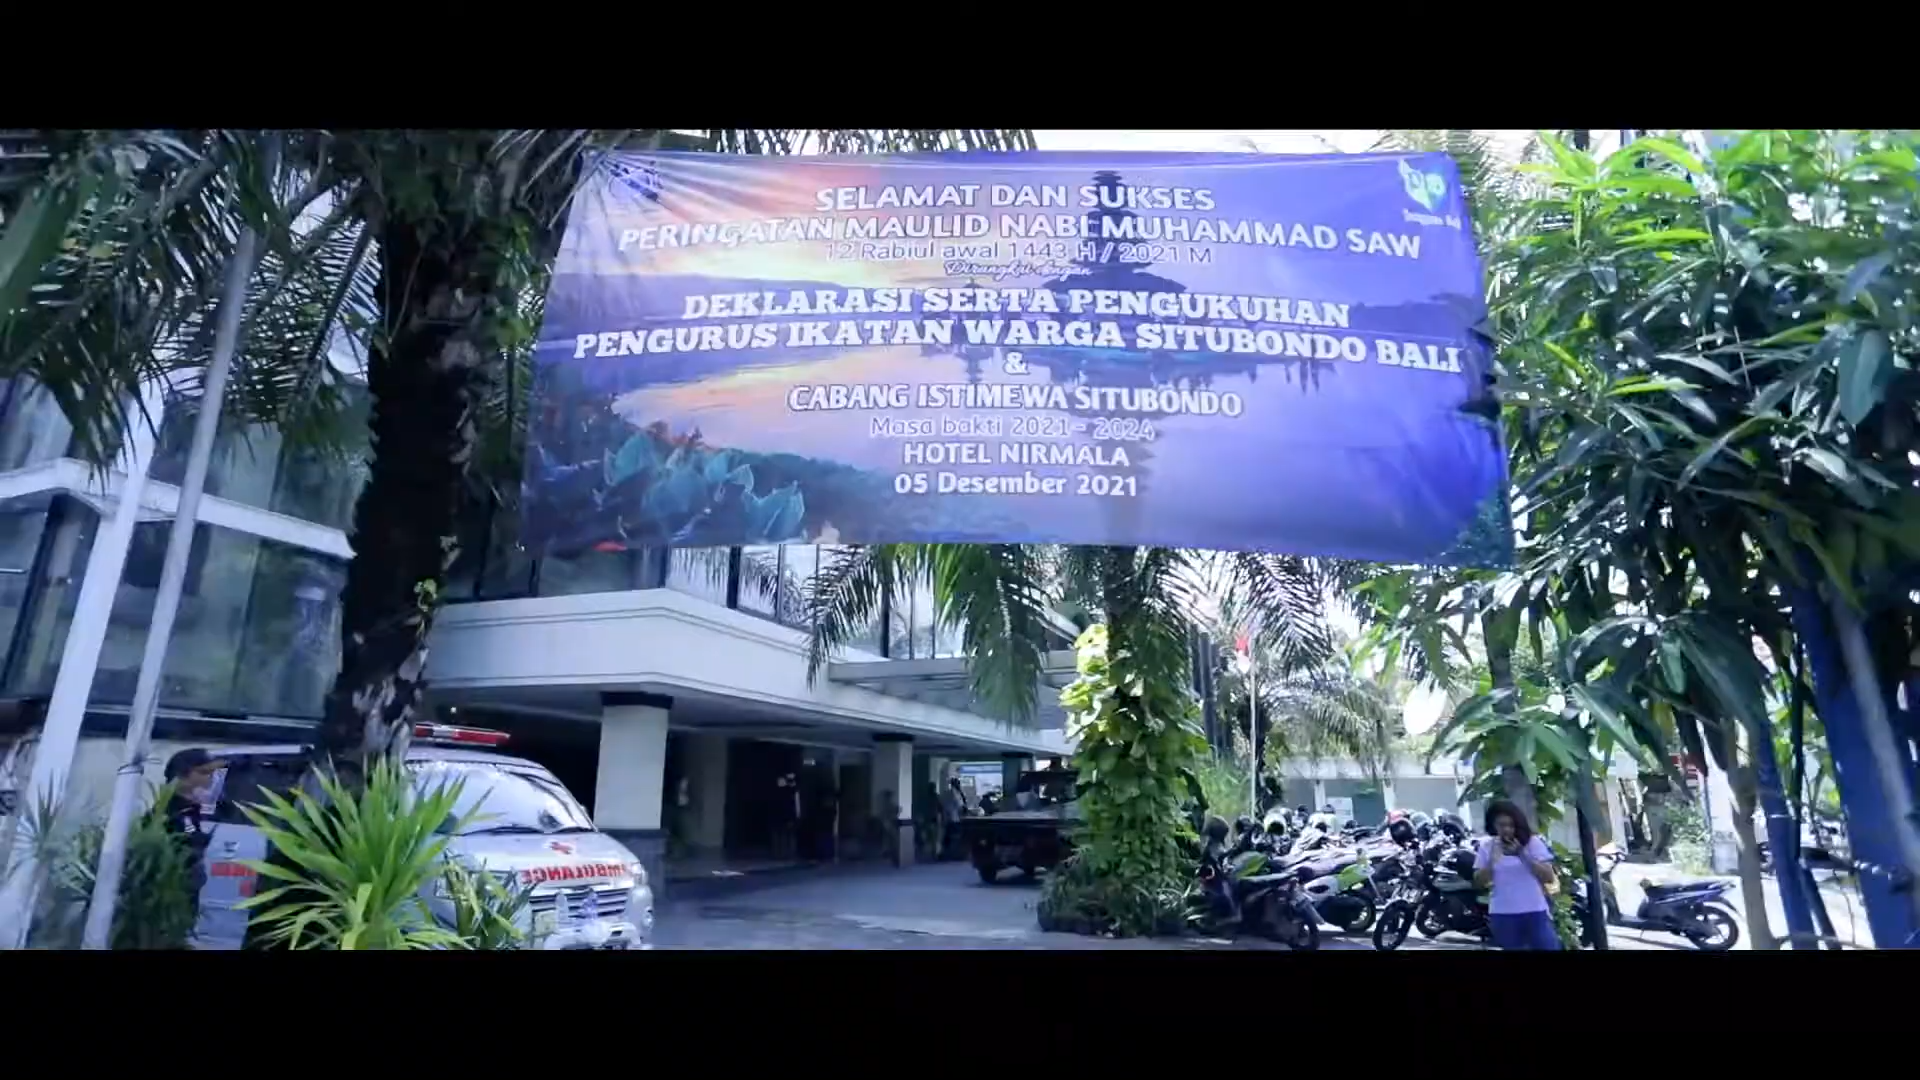 SELAMAT DAN SUKSES
PERINGATAN MAULID NABI MUHAMMAD SAW
12 Rabiul awal 1443 H / 2021 M
Dirangkai dengan
DEKLARASI SERTA PENGUKUHAN
PENGURUS IKATAN WARGA SITUBONDO BALI
&
CABANG ISTIMEWA SITUBONDO
Masa bakti 2021 - 2024
HOTEL NIRMALA
05 Desember 2021
AMBULANCE